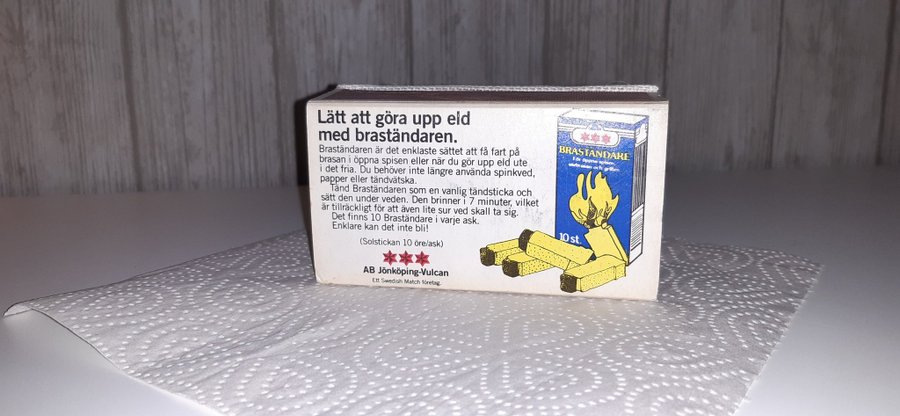 Lätt att göra upp eld
med braständaren.
Braständaren är det enklaste sättet att få fart på
brasan i öppna spisen eller när du gör upp eld ute
i det fria. Du behöver inte längre använda spinkved,
papper eller tändvätska.
Tänd Braständaren som en vanlig tändsticka och
sätt den under veden. Den brinner i 7 minuter, vilket
är tillräckligt för att även lite sur ved skall ta sig.
Det finns 10 Braständare i varje ask.
Enklare kan det inte bli!
(Solstickan 10 öre/ask)
AB Jönköping-Vulcan
Ett Swedish Match företag.
BRASTÄNDARE
För öppna spisen,
10 st.